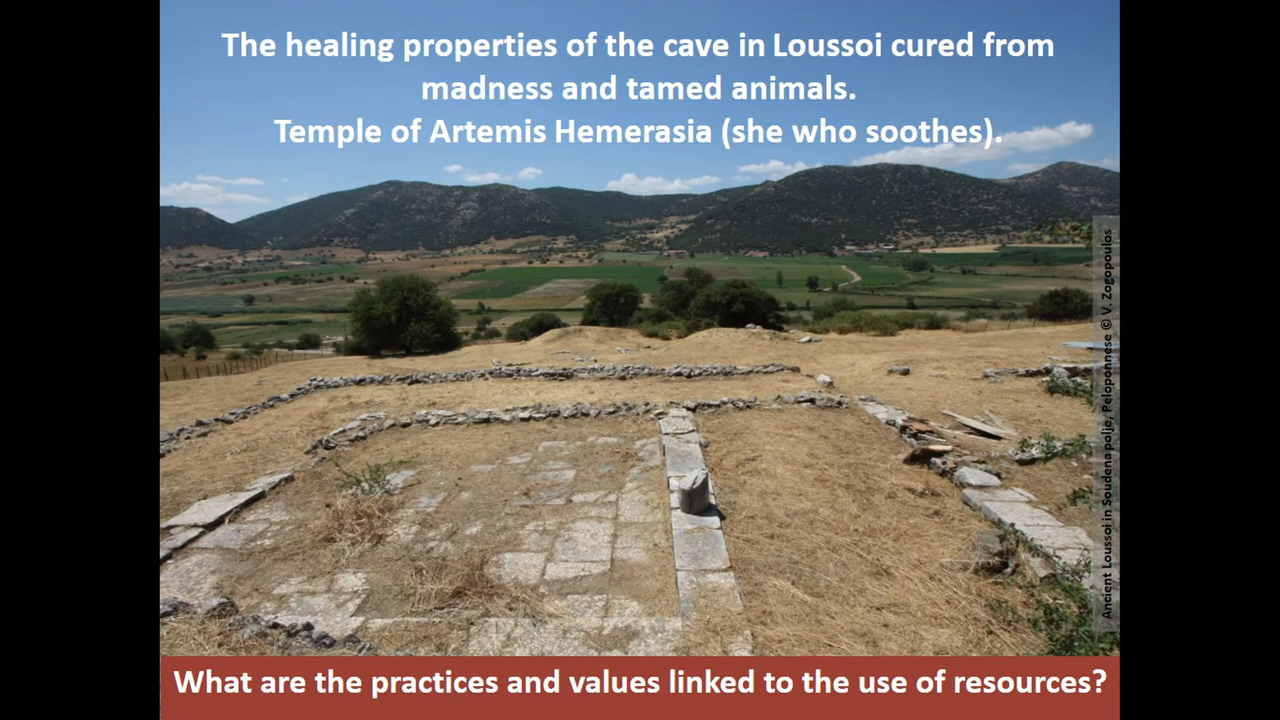 The healing properties of the cave in Loussoi cured from
madness and tamed animals.
Temple of Artemis Hemerasia (she who soothes).
Ancient Loussoi in Soudena polje, Peloponnese © V. Zogopoulos
What are the practices and values linked to the use of resources?